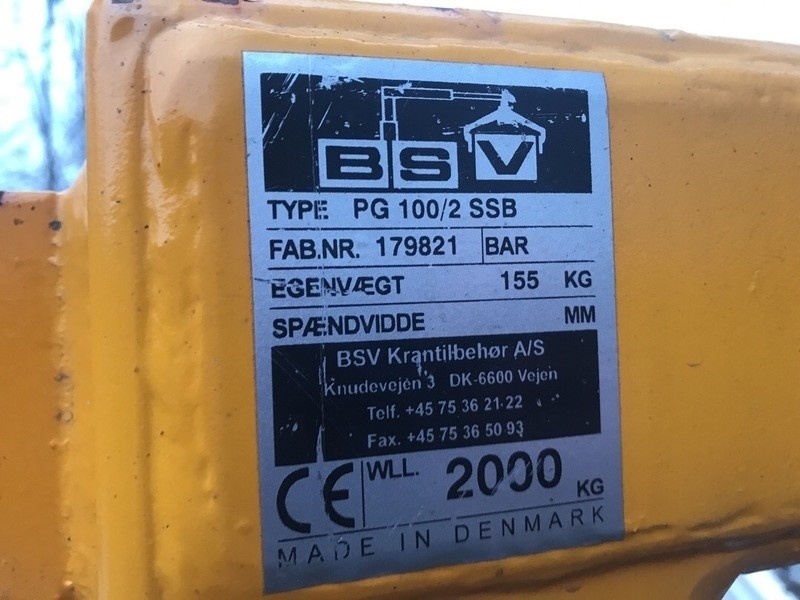 BSV
TYPE PG 100/2 SSB
FAB.NR. 179821 BAR
EGENVÆGT 155 KG
SPÆNDVIDDE MM
BSV Krantilbehør A/S
Knudevejen 3 DK-6600 Vejen
Telf. +45 75 36 21 22
Fax. +45 75 36 50 93
CE WLL. 2000 KG
MADE IN DENMARK